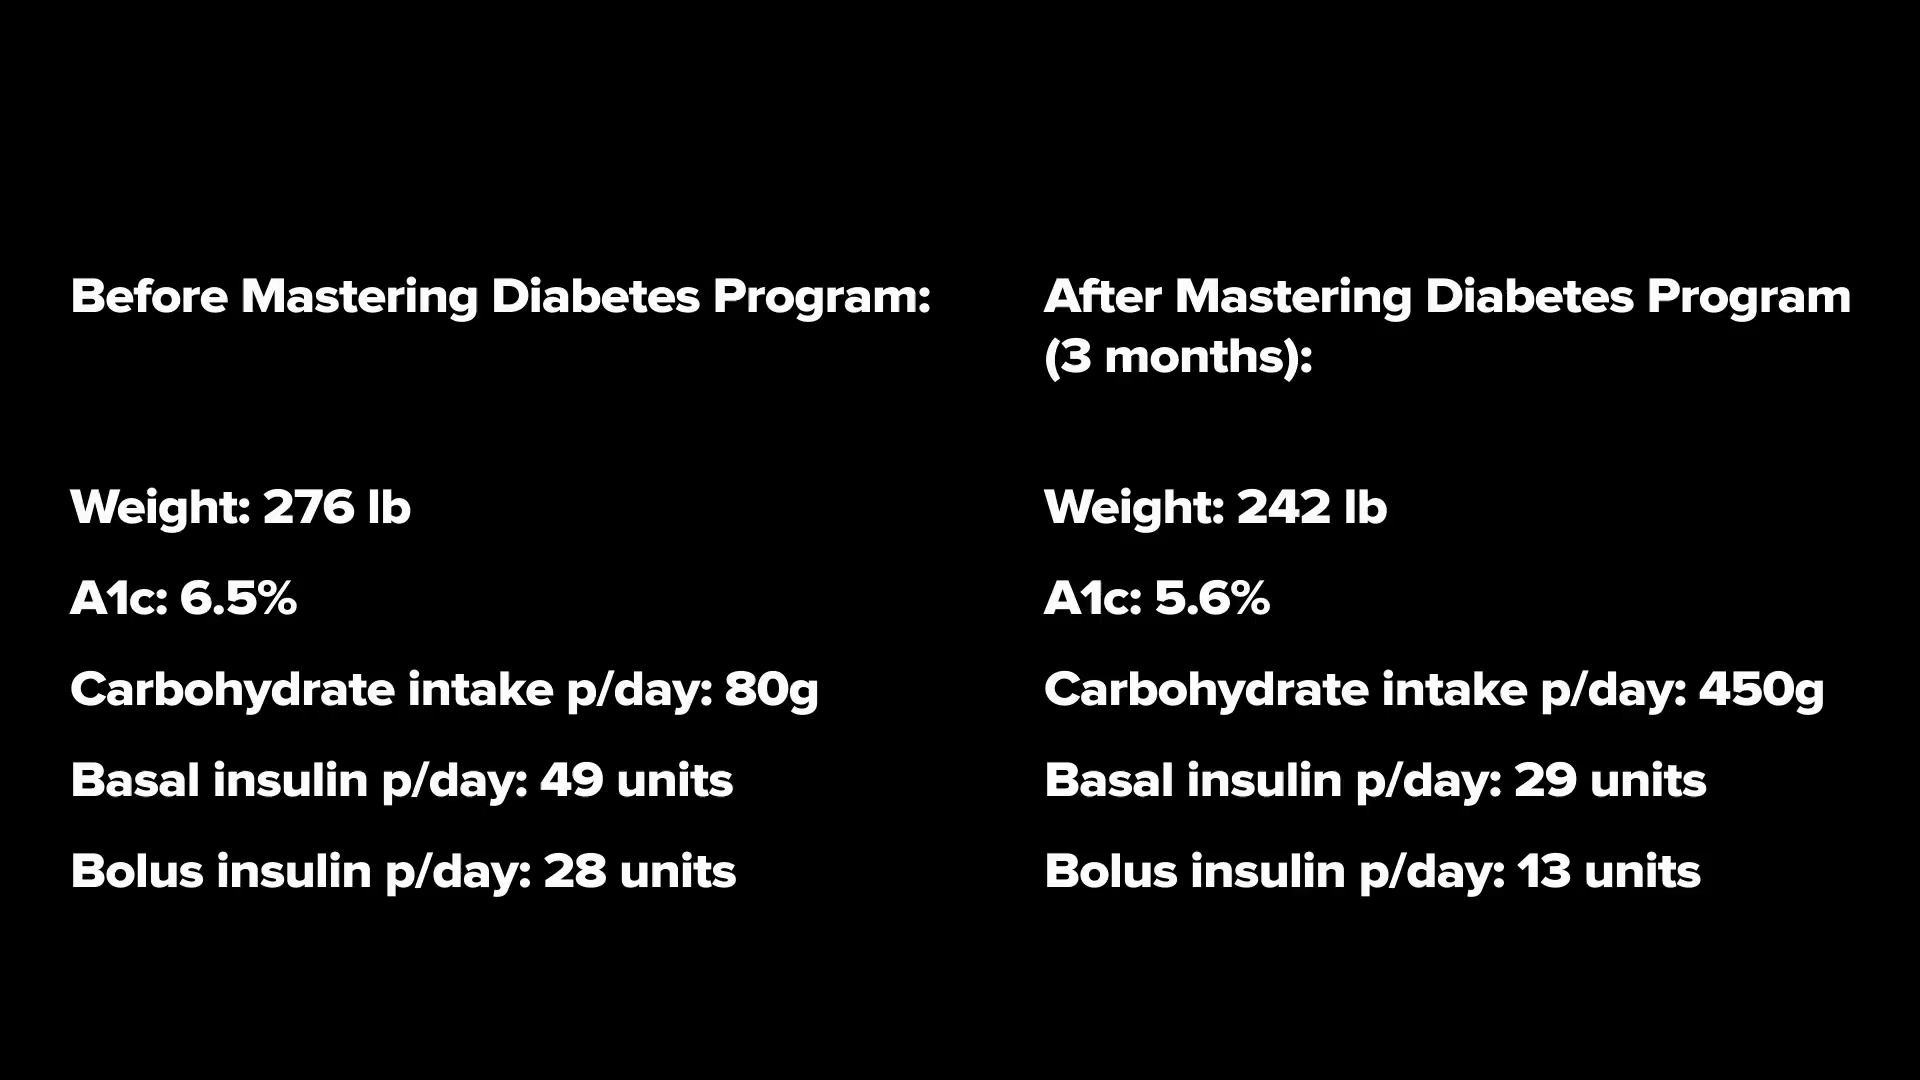 Before Mastering Diabetes Program:
Weight: 276 lb
A1c: 6.5%
Carbohydrate intake p/day: 80g
Basal insulin p/day: 49 units
Bolus insulin p/day: 28 units
After Mastering Diabetes Program
(3 months):
Weight: 242 lb
A1c: 5.6%
Carbohydrate intake p/day: 450g
Basal insulin p/day: 29 units
Bolus insulin p/day: 13 units